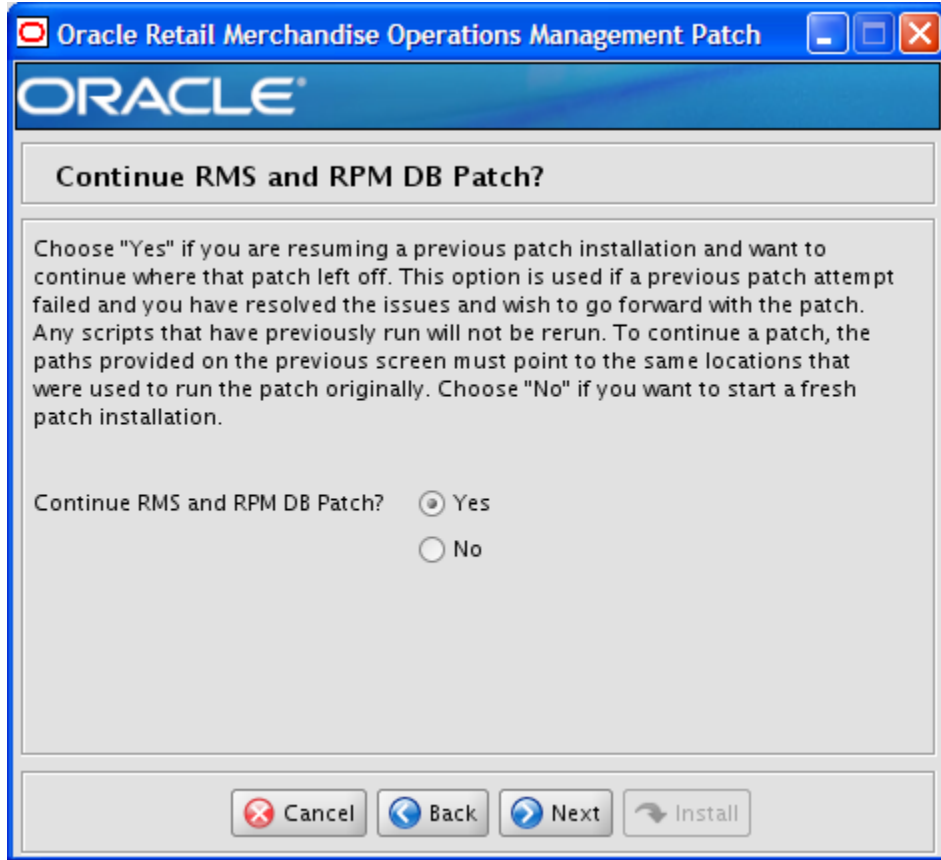 Oracle Retail Merchandise Operations Management Patch
ORACLE®
Continue RMS and RPM DB Patch?
Choose "Yes" if you are resuming a previous patch installation and want to
continue where that patch left off. This option is used if a previous patch attempt
failed and you have resolved the issues and wish to go forward with the patch.
Any scripts that have previously run will not be rerun. To continue a patch, the
paths provided on the previous screen must point to the same locations that
were used to run the patch originally. Choose "No" if you want to start a fresh
patch installation.
Continue RMS and RPM DB Patch? Yes
No
Cancel Back Next Install